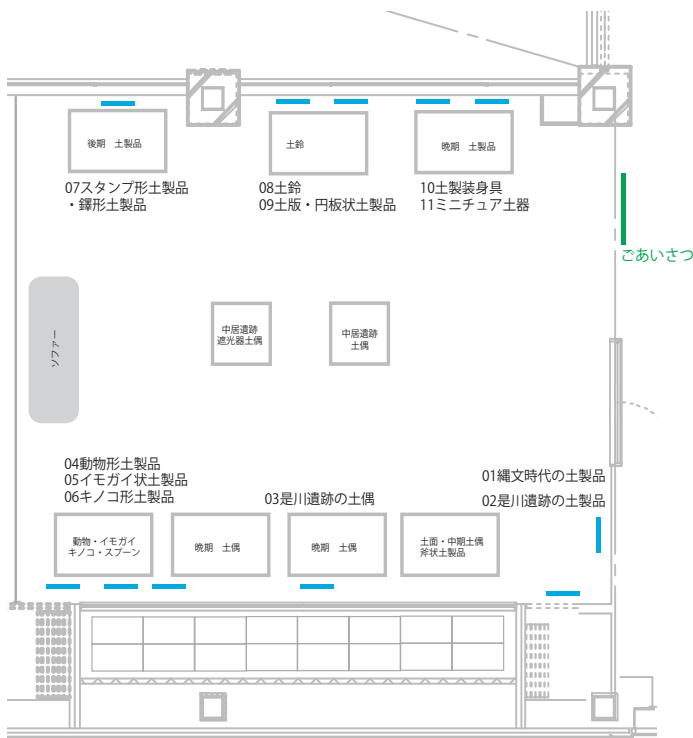 後期 土製品
土鈴
晩期 土製品
07スタンプ形土製品
・鐸形土製品
08土鈴
09土版・円板状土製品
10土製装身具
11ミニチュア土器
ごあいさつ
ソファー
中居遺跡
遮光器土偶
中居遺跡
土偶
04動物形土製品
05イモガイ状土製品
06キノコ形土製品
03是川遺跡の土偶
01縄文時代の土製品
02是川遺跡の土製品
動物・イモガイ
キノコ・スプーン
晩期 土偶
晩期 土偶
土面・中期土偶
斧状土製品